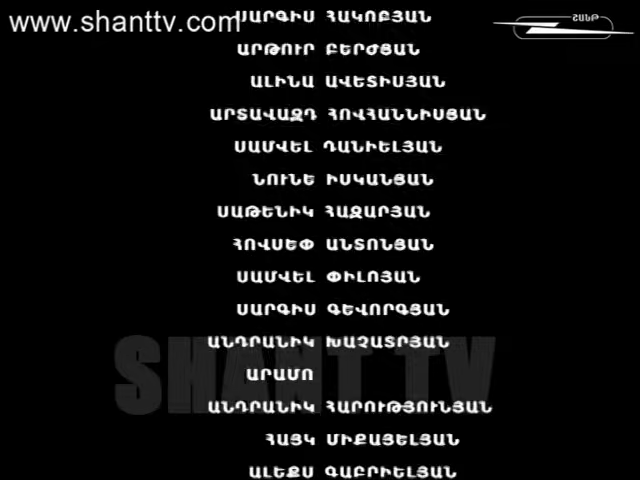 www.shanttv.com
ՇԱՆԹ
ՍԱՐԳԻՍ ՀԱԿՈԲՅԱՆ
ԱՐԹՈՒՐ ԲԵՐԺՅԱՆ
ԱԼԻՆԱ ԱՎԵՏԻՍՅԱՆ
ԱՐՏԱՎԱԶԴ ՀՈՎՀԱՆՆԻՍՅԱՆ
ՍԱՄՎԵԼ ԴԱՆԻԵԼՅԱՆ
ՆՈՒՆԵ ԻՍԿԱՆՅԱՆ
ՍԱԹԵՆԻԿ ՀԱԶԱՐՅԱՆ
ՀՈՎՍԵՓ ԱՆՏՈՆՅԱՆ
ՍԱՄՎԵԼ ՓԻԼՈՅԱՆ
ՍԱՐԳԻՍ ԳԵՎՈՐԳՅԱՆ
ԱՆԴՐԱՆԻԿ ԽԱՉԱՏՐՅԱՆ
SHANT TV
ԱՐԱՄՈ
ԱՆԴՐԱՆԻԿ ՀԱՐՈՒԹՅՈՒՆՅԱՆ
ՀԱՅԿ ՄԻՔԱՅԵԼՅԱՆ
ԱԼԵՔՍ ԳԱԲՐԻԵԼՅԱՆ